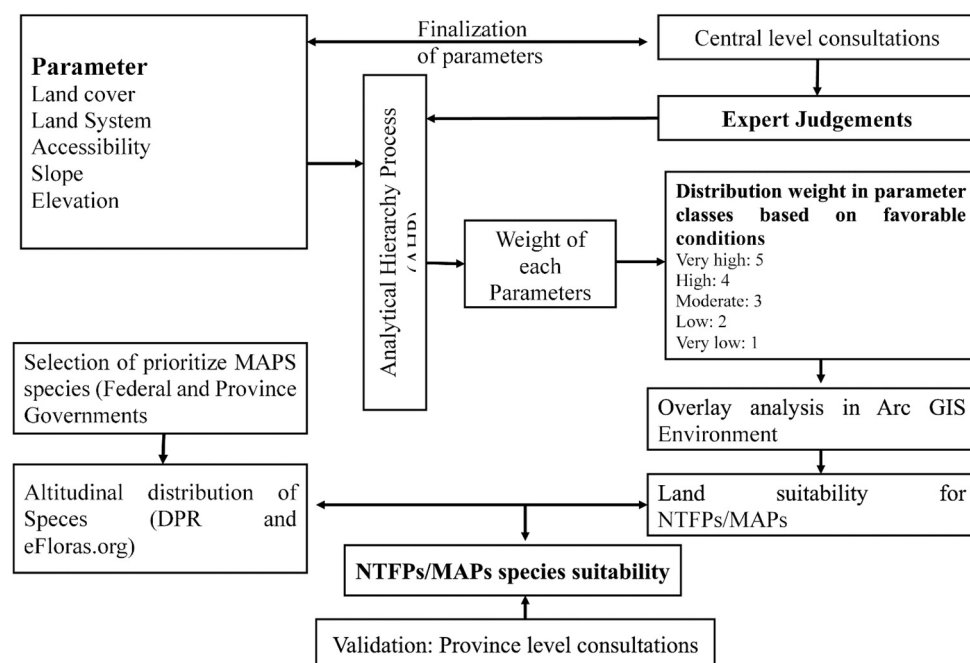 Finalization
of parameters
Central level consultations
Parameter
Land cover
Land System
Accessibility
Slope
Elevation
Expert Judgements
Analytical Hierarchy Process
(AHP)
Distribution weight in parameter
classes based on favorable
conditions
Very high: 5
High: 4
Moderate: 3
Low: 2
Very low: 1
Weight of
each
Parameters
Selection of prioritize MAPS
species (Federal and Province
Governments
Overlay analysis in Arc GIS
Environment
Altitudinal distribution of
Speces (DPR and
eFloras.org)
Land suitability for
NTFPs/MAPs
NTFPs/MAPs species suitability
Validation: Province level consultations